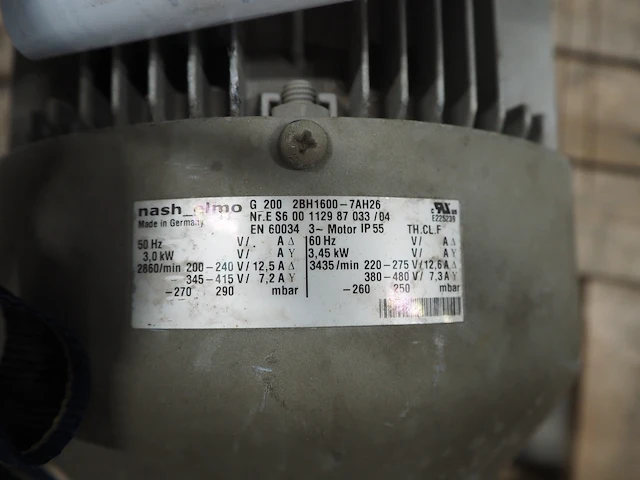 nash_elmo G 200 2BH1600-7AH26
Made in Germany Nr.E S6 00 1129 87 033 /04 E225239
EN 60034 3~ Motor IP 55 TH.CL.F
50 Hz V/ A △ 60 Hz V/ A △
3,0 kW V/ A Y 3,45 kW V/ A Y
2860/min 200-240 V/ 12,5 A △ 3435/min 220-275 V/ 12,6 A △
- 345-415 V/ 7,2 A Y 380-480 V/ 7,3 A Y
-270 290 mbar -260 250 mbar